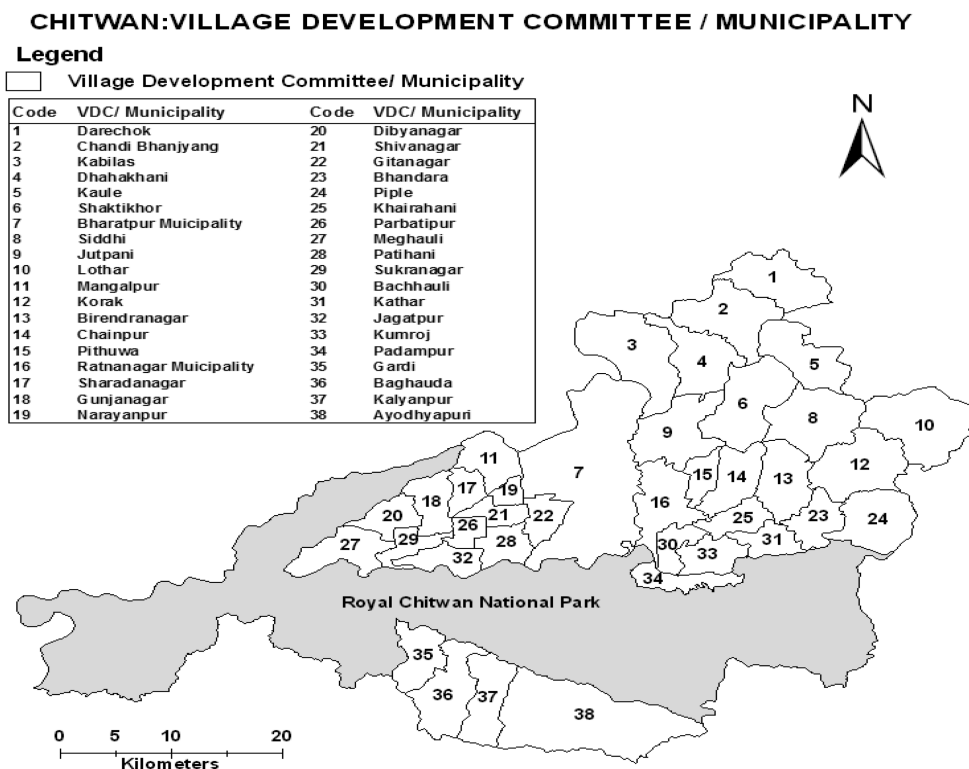 CHITWAN:VILLAGE DEVELOPMENT COMMITTEE / MUNICIPALITY
Legend
Village Development Committee/ Municipality
Code VDC/ Municipality Code VDC/ Municipality
1 Darechok 20 Dibyanagar
2 Chandi Bhanjyang 21 Shivanagar
3 Kabilas 22 Gitanagar
4 Dhahakhani 23 Bhandara
5 Kaule 24 Piple
6 Shaktikhor 25 Khairahani
7 Bharatpur Muicipality 26 Parbatipur
8 Siddhi 27 Meghauli
9 Jutpani 28 Patihani
10 Lothar 29 Sukranagar
11 Mangalpur 30 Bachhauli
12 Korak 31 Kathar
13 Birendranagar 32 Jagatpur
14 Chainpur 33 Kumroj
15 Pithuwa 34 Padampur
16 Ratnanagar Muicipality 35 Gardi
17 Sharadanagar 36 Baghauda
18 Gunjanagar 37 Kalyanpur
19 Narayanpur 38 Ayodhyapuri
N
1
2
3
4
5
6
8
9
10
11
7
12
15
14
13
17
19
18
16
20
21
22
26
25
23
24
29
28
27
30
31
32
33
34
Royal Chitwan National Park
35
36
37
38
0 5 10 20
Kilometers